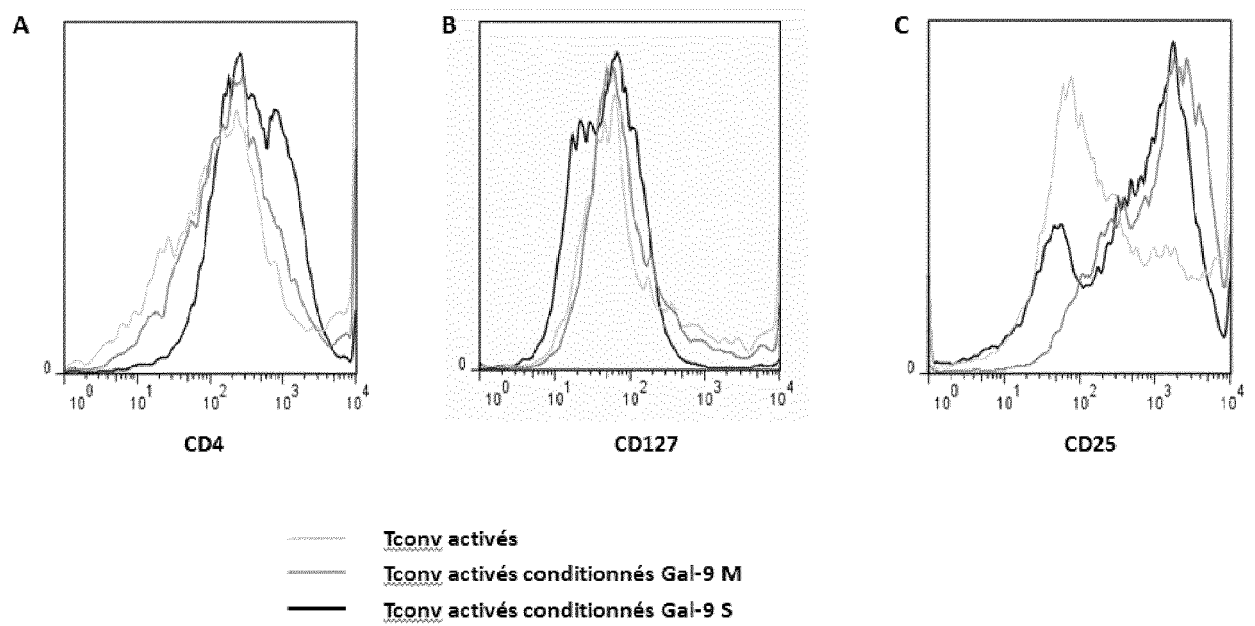 A
B
C
0
10^0 10^1 10^2 10^3 10^4
CD4
0
10^0 10^1 10^2 10^3 10^4
CD127
0
10^0 10^1 10^2 10^3 10^4
CD25
Tconv activés
Tconv activés conditionnés Gal-9 M
Tconv activés conditionnés Gal-9 S